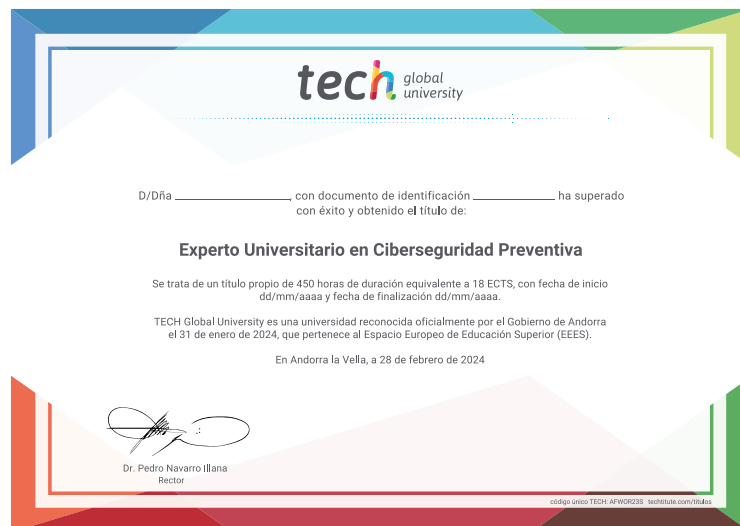 tech global university
D/Dña ____________________, con documento de identificación ______________ ha superado
con éxito y obtenido el título de:
Experto Universitario en Ciberseguridad Preventiva
Se trata de un título propio de 450 horas de duración equivalente a 18 ECTS, con fecha de inicio
dd/mm/aaaa y fecha de finalización dd/mm/aaaa.
TECH Global University es una universidad reconocida oficialmente por el Gobierno de Andorra
el 31 de enero de 2024, que pertenece al Espacio Europeo de Educación Superior (EEES).
En Andorra la Vella, a 28 de febrero de 2024
Dr. Pedro Navarro Illana
Rector
código único TECH: AFWOR23S techtitute.com/titulos